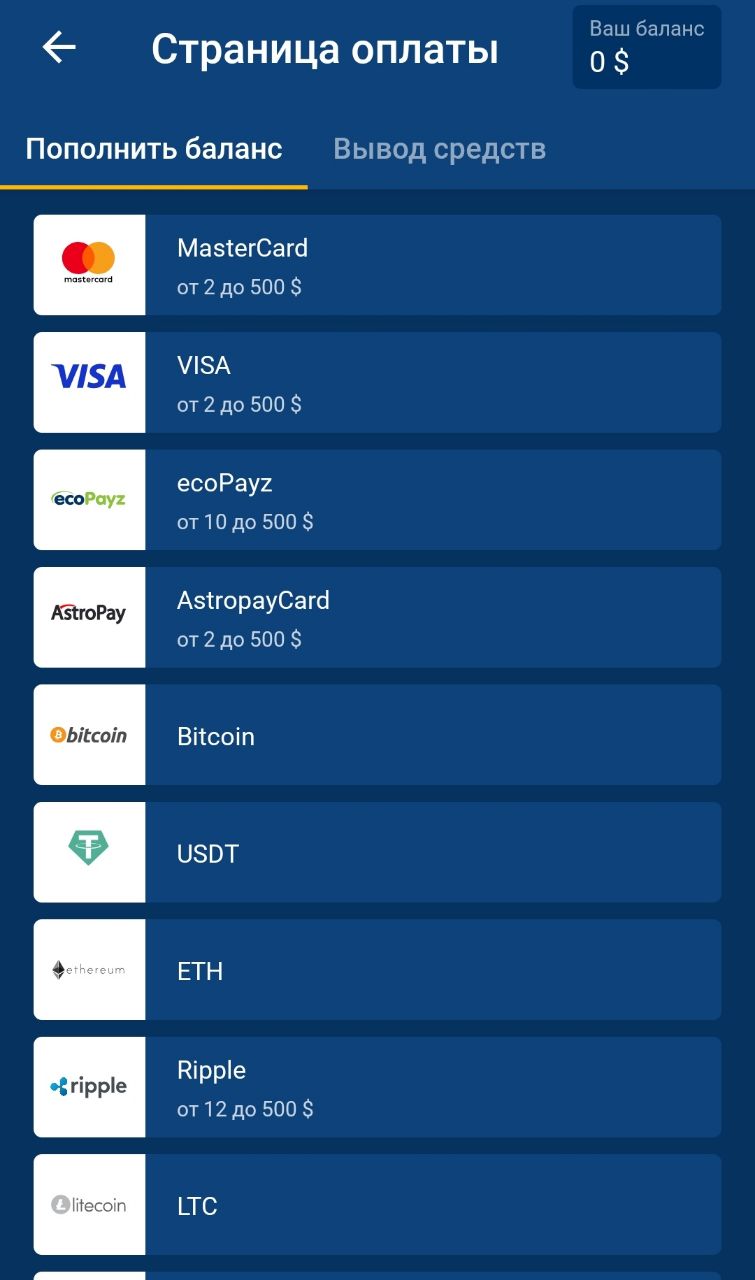 Страница оплаты
Ваш баланс
0 $
Пополнить баланс
Вывод средств
mastercard
MasterCard
от 2 до 500 $
VISA
VISA
от 2 до 500 $
ecoPayz
ecoPayz
от 10 до 500 $
AstroPay
AstropayCard
от 2 до 500 $
bitcoin
Bitcoin
USDT
ethereum
ETH
ripple
Ripple
от 12 до 500 $
litecoin
LTC